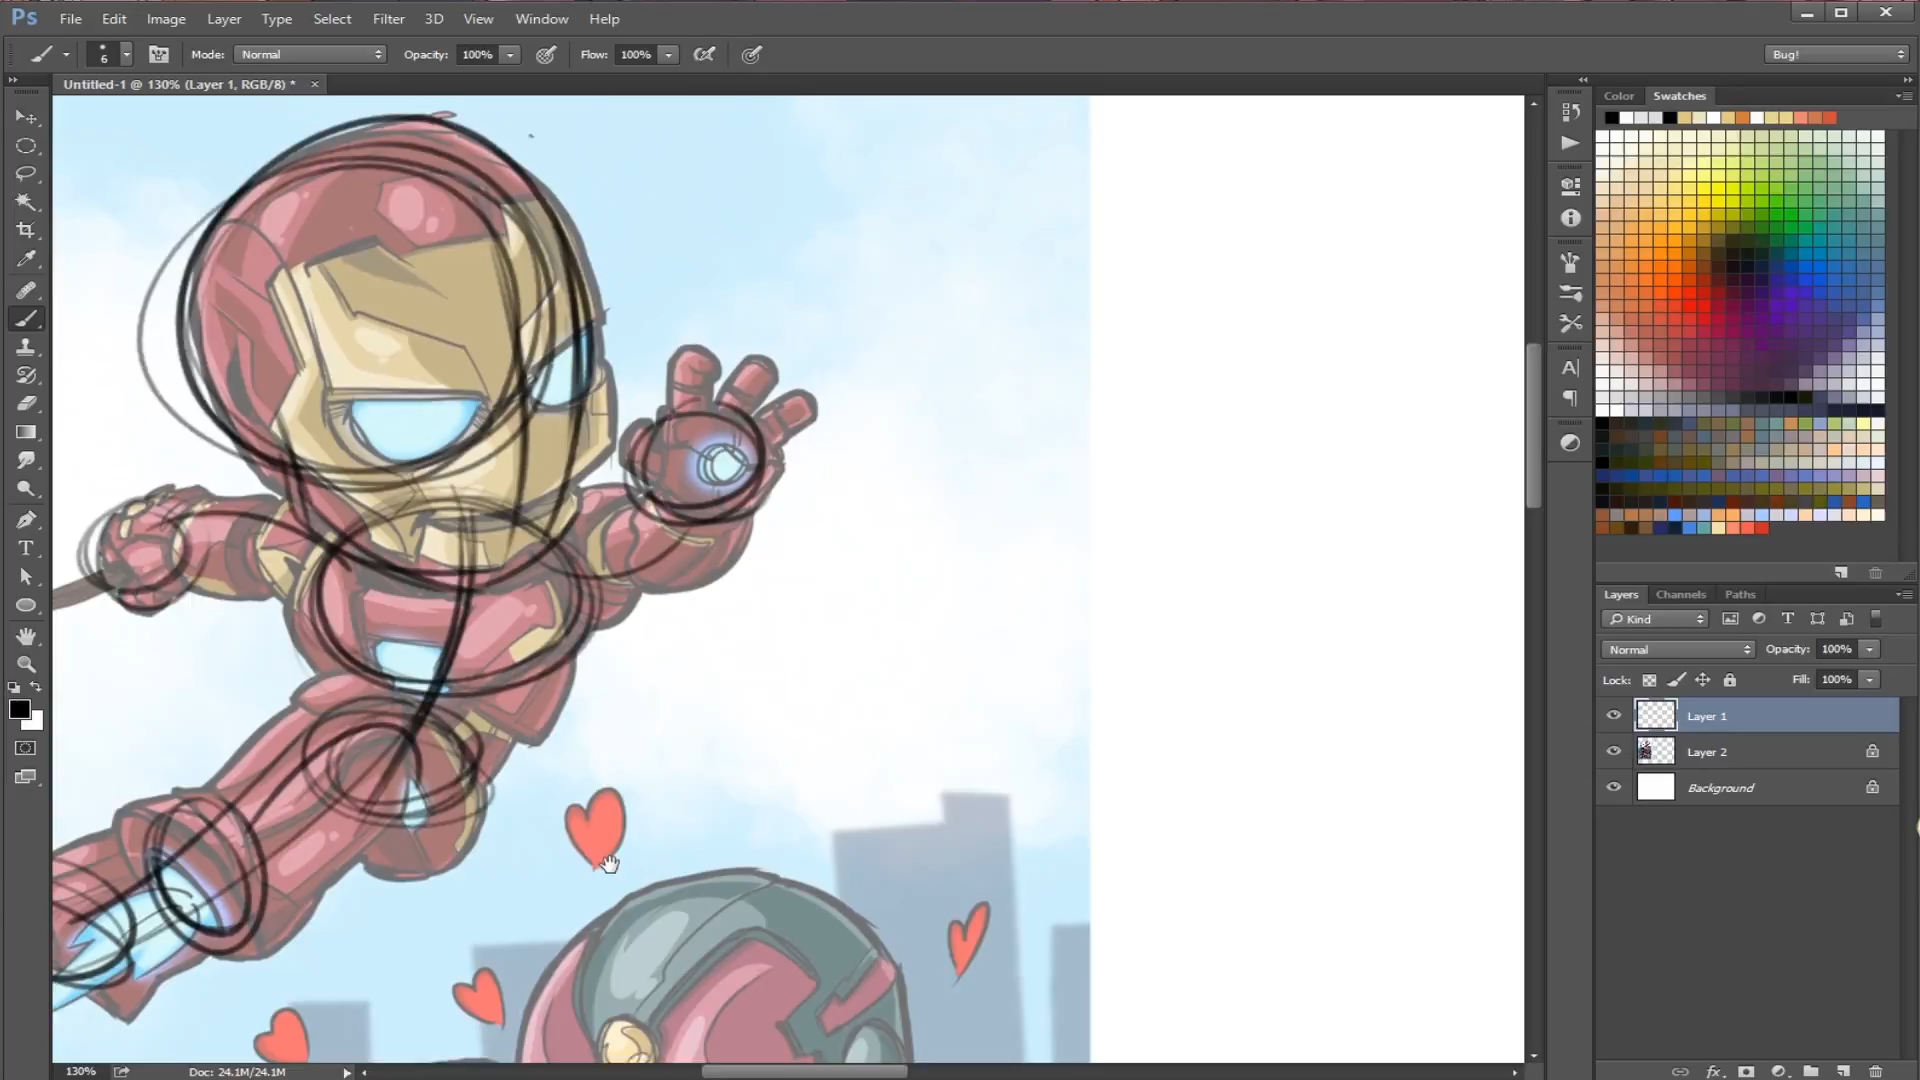 Ps File Edit Image Layer Type Select Filter 3D View Window Help
6 Mode: Normal Opacity: 100% Flow: 100% Bug!
Untitled-1 @ 130% (Layer 1, RGB/8) *
Color Swatches
Layers Channels Paths
Kind
Normal Opacity: 100%
Lock: Fill: 100%
Layer 1
Layer 2
Background
130% Doc: 24.1M/24.1M